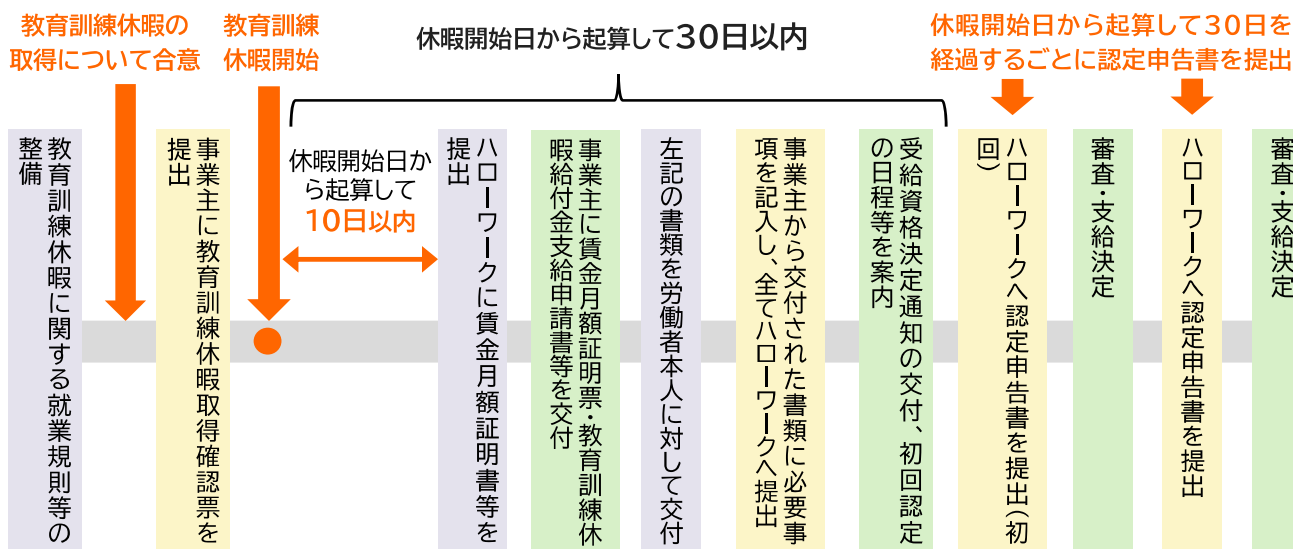 教育訓練休暇の
取得について合意
教育訓練
休暇開始
休暇開始日から起算して30日以内
休暇開始日から起算して30日を
経過するごとに認定申告書を提出
教育訓練休暇に関する就業規則等の
整備
事業主に教育訓練休暇取得確認票を
提出
休暇開始日か
ら起算して
10日以内
ハローワークに賃金月額証明書等を
提出
事業主に賃金月額証明票・教育訓練休
暇給付金支給申請書等を交付
左記の書類を労働者本人に対して交付
事業主から交付された書類に必要事
項を記入し、全てハローワークへ提出
受給資格決定通知の交付、初回認定
の日程等を案内
ハローワークへ認定申告書を提出(初
回)
審査・支給決定
ハローワークへ認定申告書を提出
審査・支給決定